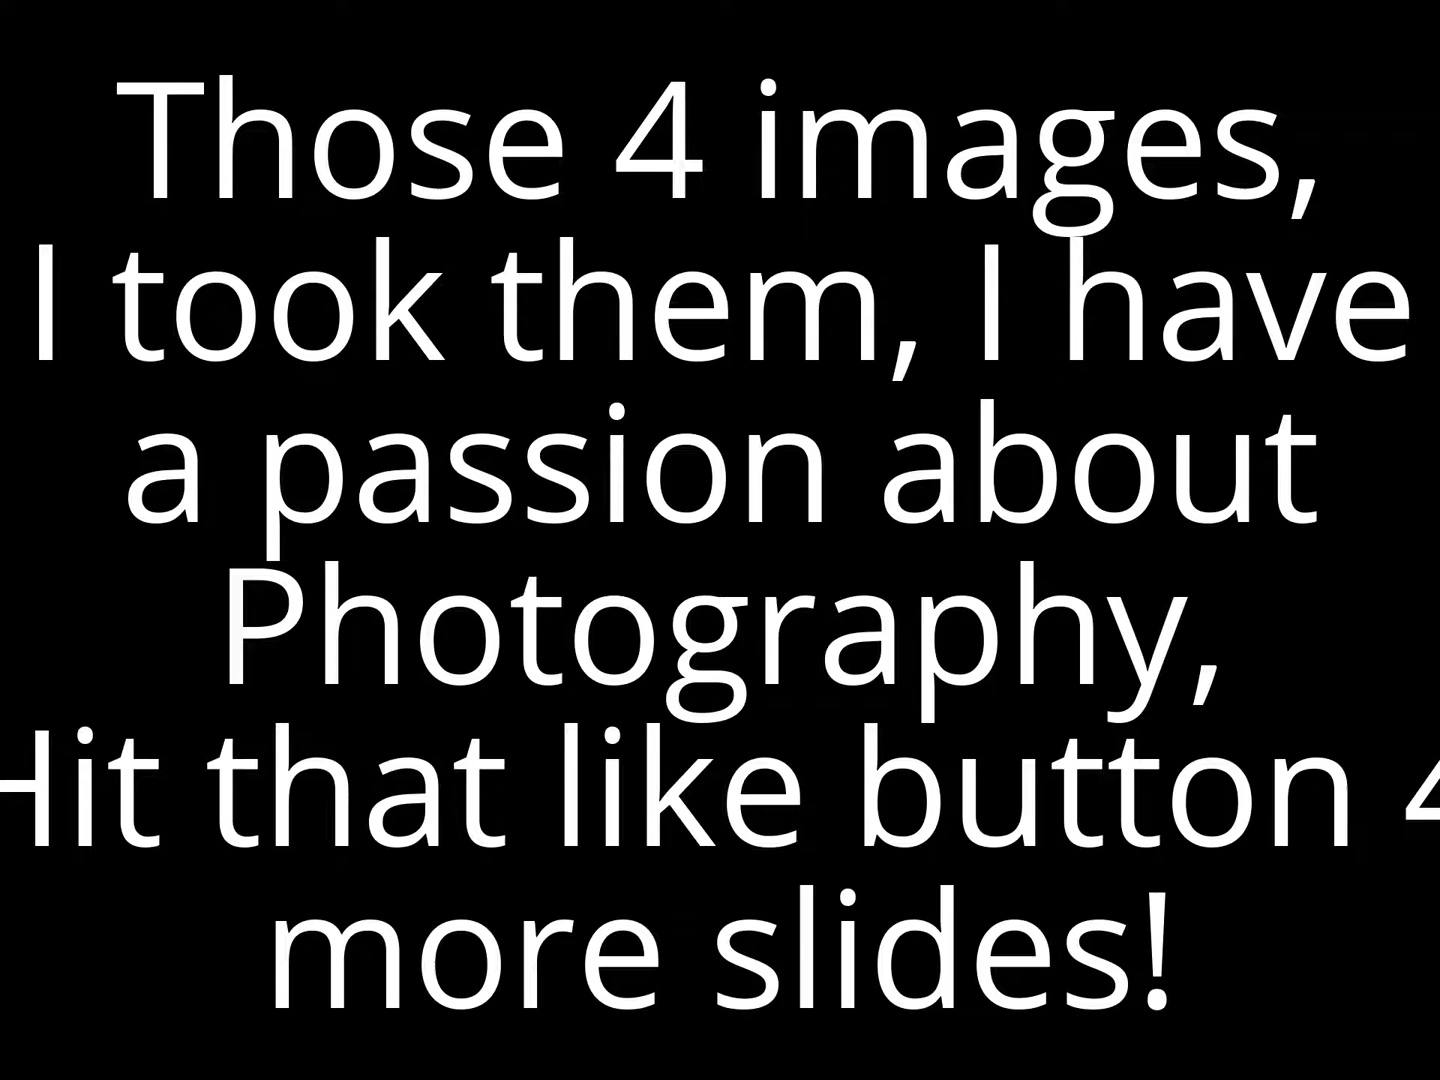 Those 4 images,
I took them, I have
a passion about
Photography,
Hit that like button 4
more slides!